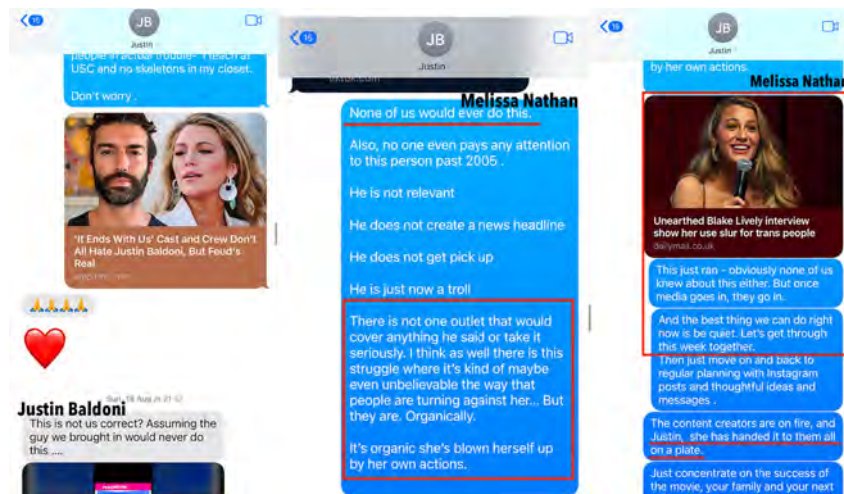 15
JB
Justin
USC and no skeletons in my closet.
Don't worry .
'It Ends With Us' Cast and Crew Don't
All Hate Justin Baldoni, But Feud's
Real
Justin Baldoni
This is not us correct? Assuming the
guy we brought in would never do
this ....
15
JB
Justin
Melissa Nathan
None of us would ever do this.
Also, no one even pays any attention
to this person past 2005 .
He is not relevant
He does not create a news headline
He does not get pick up
He is just now a troll
There is not one outlet that would
cover anything he said or take it
seriously. I think as well there is this
struggle where it's kind of maybe
even unbelievable the way that
people are turning against her... But
they are. Organically.
It's organic she's blown herself up
by her own actions.
15
JB
Justin
by her own actions.
Melissa Nathan
Unearthed Blake Lively interview
show her use slur for trans people
dailymail.co.uk
This just ran - obviously none of us
knew about this either. But once
media goes in, they go in.
And the best thing we can do right
now is be quiet. Let's get through
this week together.
Then just move on and back to
regular planning with Instagram
posts and thoughtful ideas and
messages .
The content creators are on fire, and
Justin, she has handed it to them all
on a plate.
Just concentrate on the success of
the movie, your family and your next